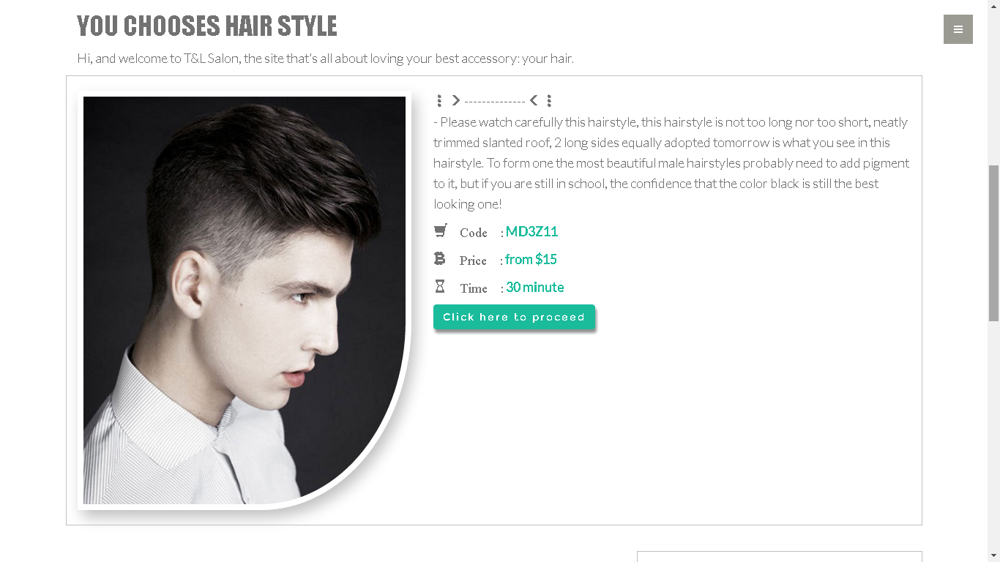 YOU CHOOSES HAIR STYLE
Hi, and welcome to T&L Salon, the site that's all about loving your best accessory: your hair.
- Please watch carefully this hairstyle, this hairstyle is not too long nor too short, neatly
trimmed slanted roof, 2 long sides equally adopted tomorrow is what you see in this
hairstyle. To form one the most beautiful male hairstyles probably need to add pigment
to it, but if you are still in school, the confidence that the color black is still the best
looking one!
Code : MD3Z11
Price : from $15
Time : 30 minute
Click here to proceed